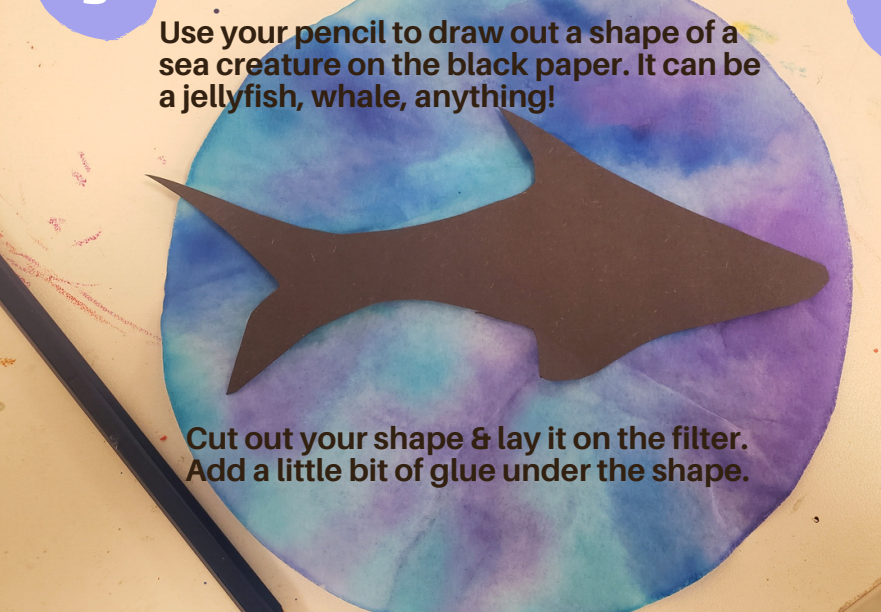 Use your pencil to draw out a shape of a
sea creature on the black paper. It can be
a jellyfish, whale, anything!
Cut out your shape & lay it on the filter.
Add a little bit of glue under the shape.